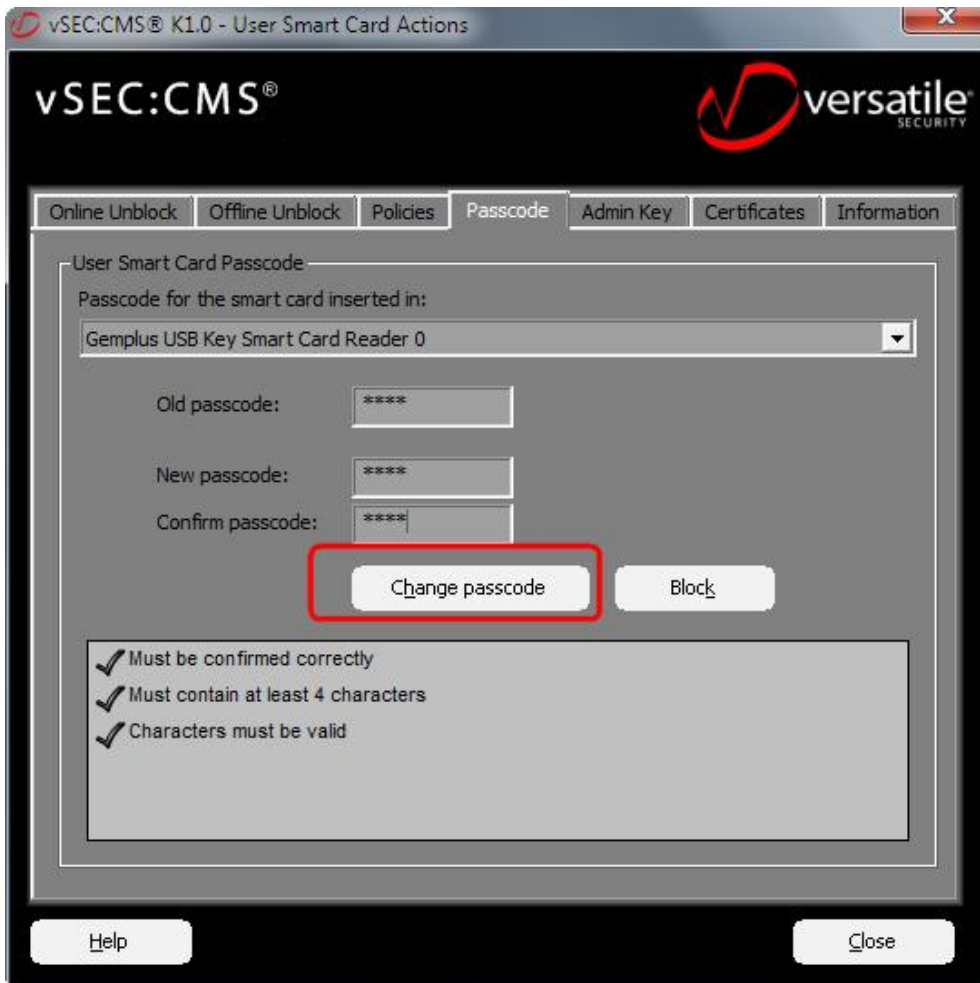 vSEC:CMS® K1.0 - User Smart Card Actions
vSEC:CMS®
versatile
SECURITY
Online Unblock Offline Unblock Policies Passcode Admin Key Certificates Information
User Smart Card Passcode
Passcode for the smart card inserted in:
Gemplus USB Key Smart Card Reader 0
Old passcode: ****
New passcode: ****
Confirm passcode: ****
Change passcode Block
Must be confirmed correctly
Must contain at least 4 characters
Characters must be valid
Help Close